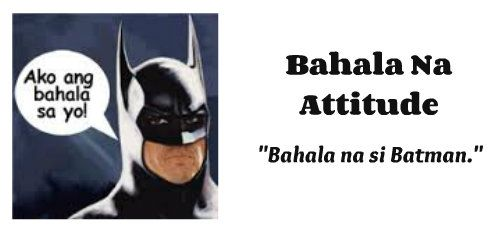 Ako ang
bahala
sa yo!
Bahala Na
Attitude
"Bahala na si Batman."